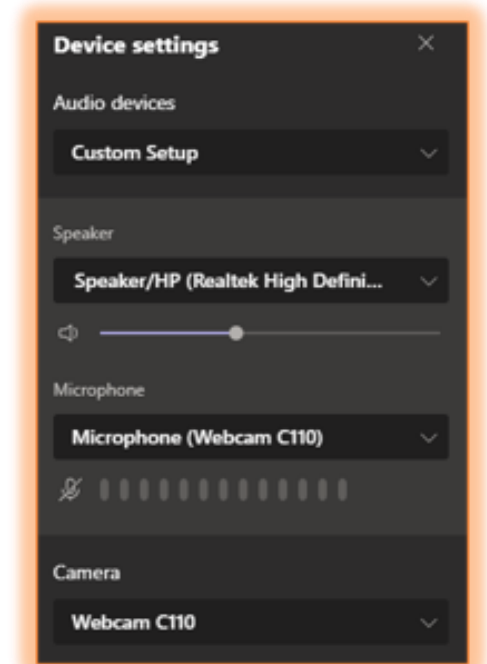 Device settings
Audio devices
Custom Setup
Speaker
Speaker/HP (Realtek High Defini...
Microphone
Microphone (Webcam C110)
Camera
Webcam C110